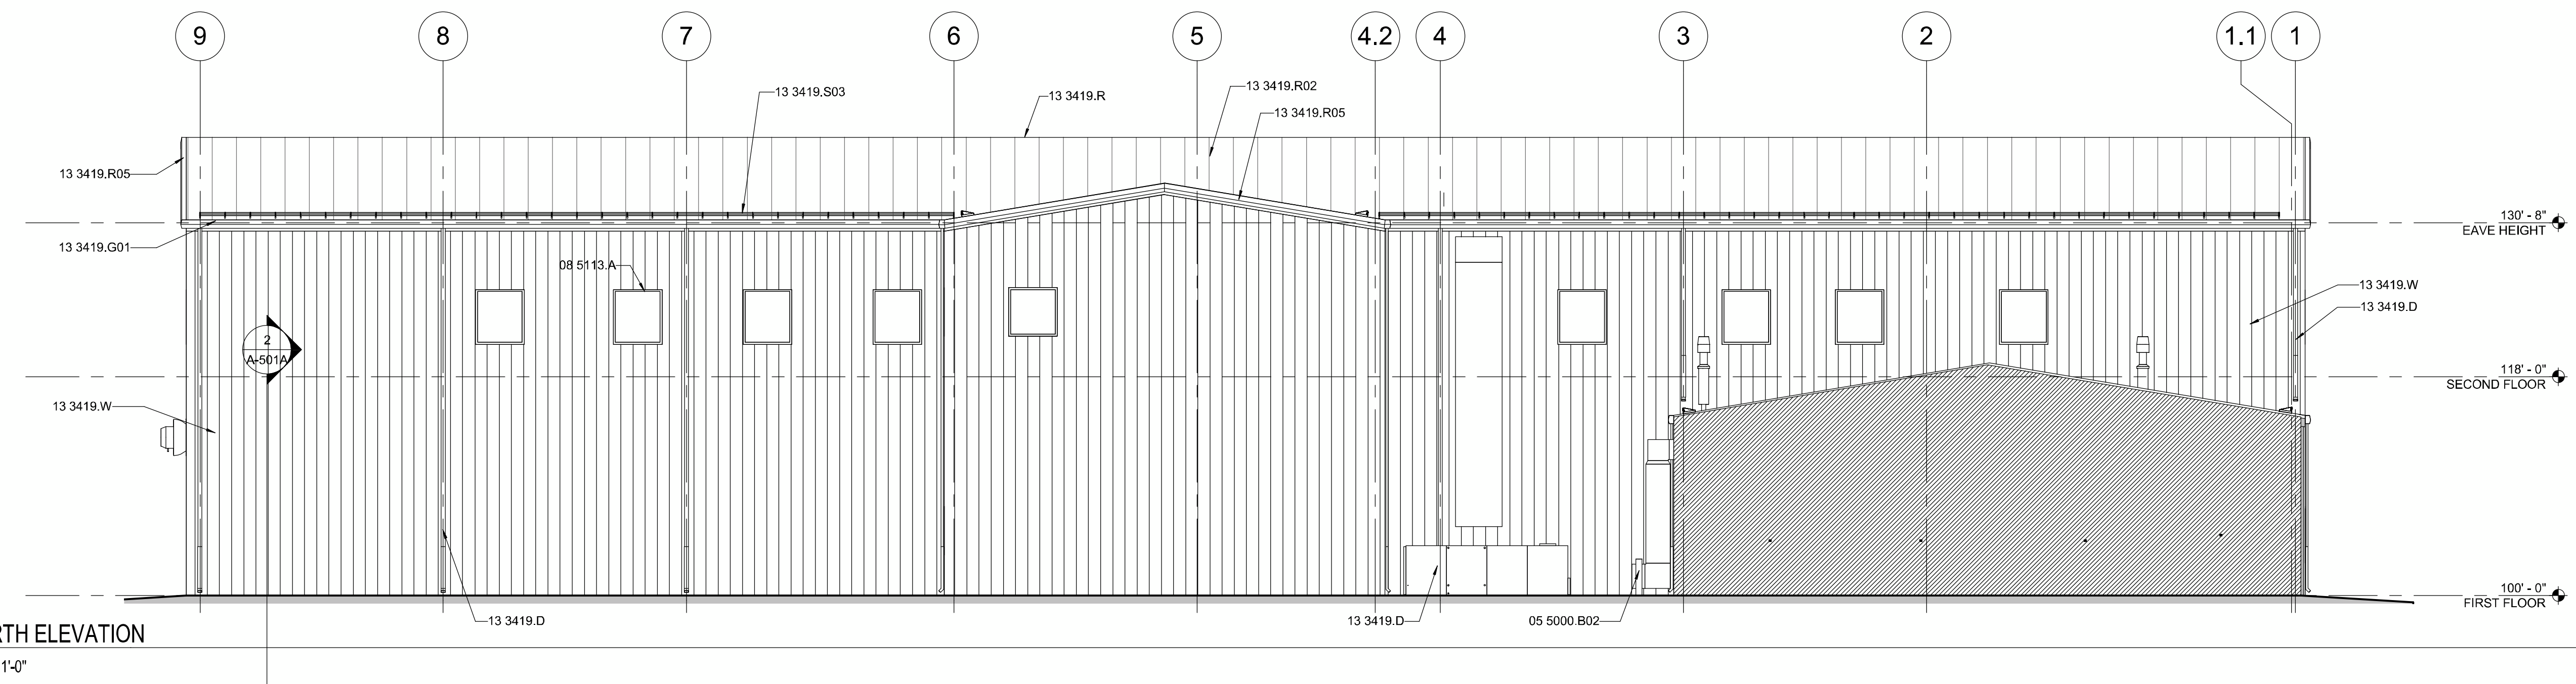 9
8
7
6
5
4.2
4
3
2
1.1
1
13 3419.S03
13 3419.R
13 3419.R02
13 3419.R05
13 3419.R05
13 3419.G01
08 5113.A
130' - 8"
EAVE HEIGHT
13 3419.W
13 3419.D
2
A-501A
118' - 0"
SECOND FLOOR
13 3419.W
100' - 0"
FIRST FLOOR
13 3419.D
13 3419.D
05 5000.B02
RTH ELEVATION
1'-0"